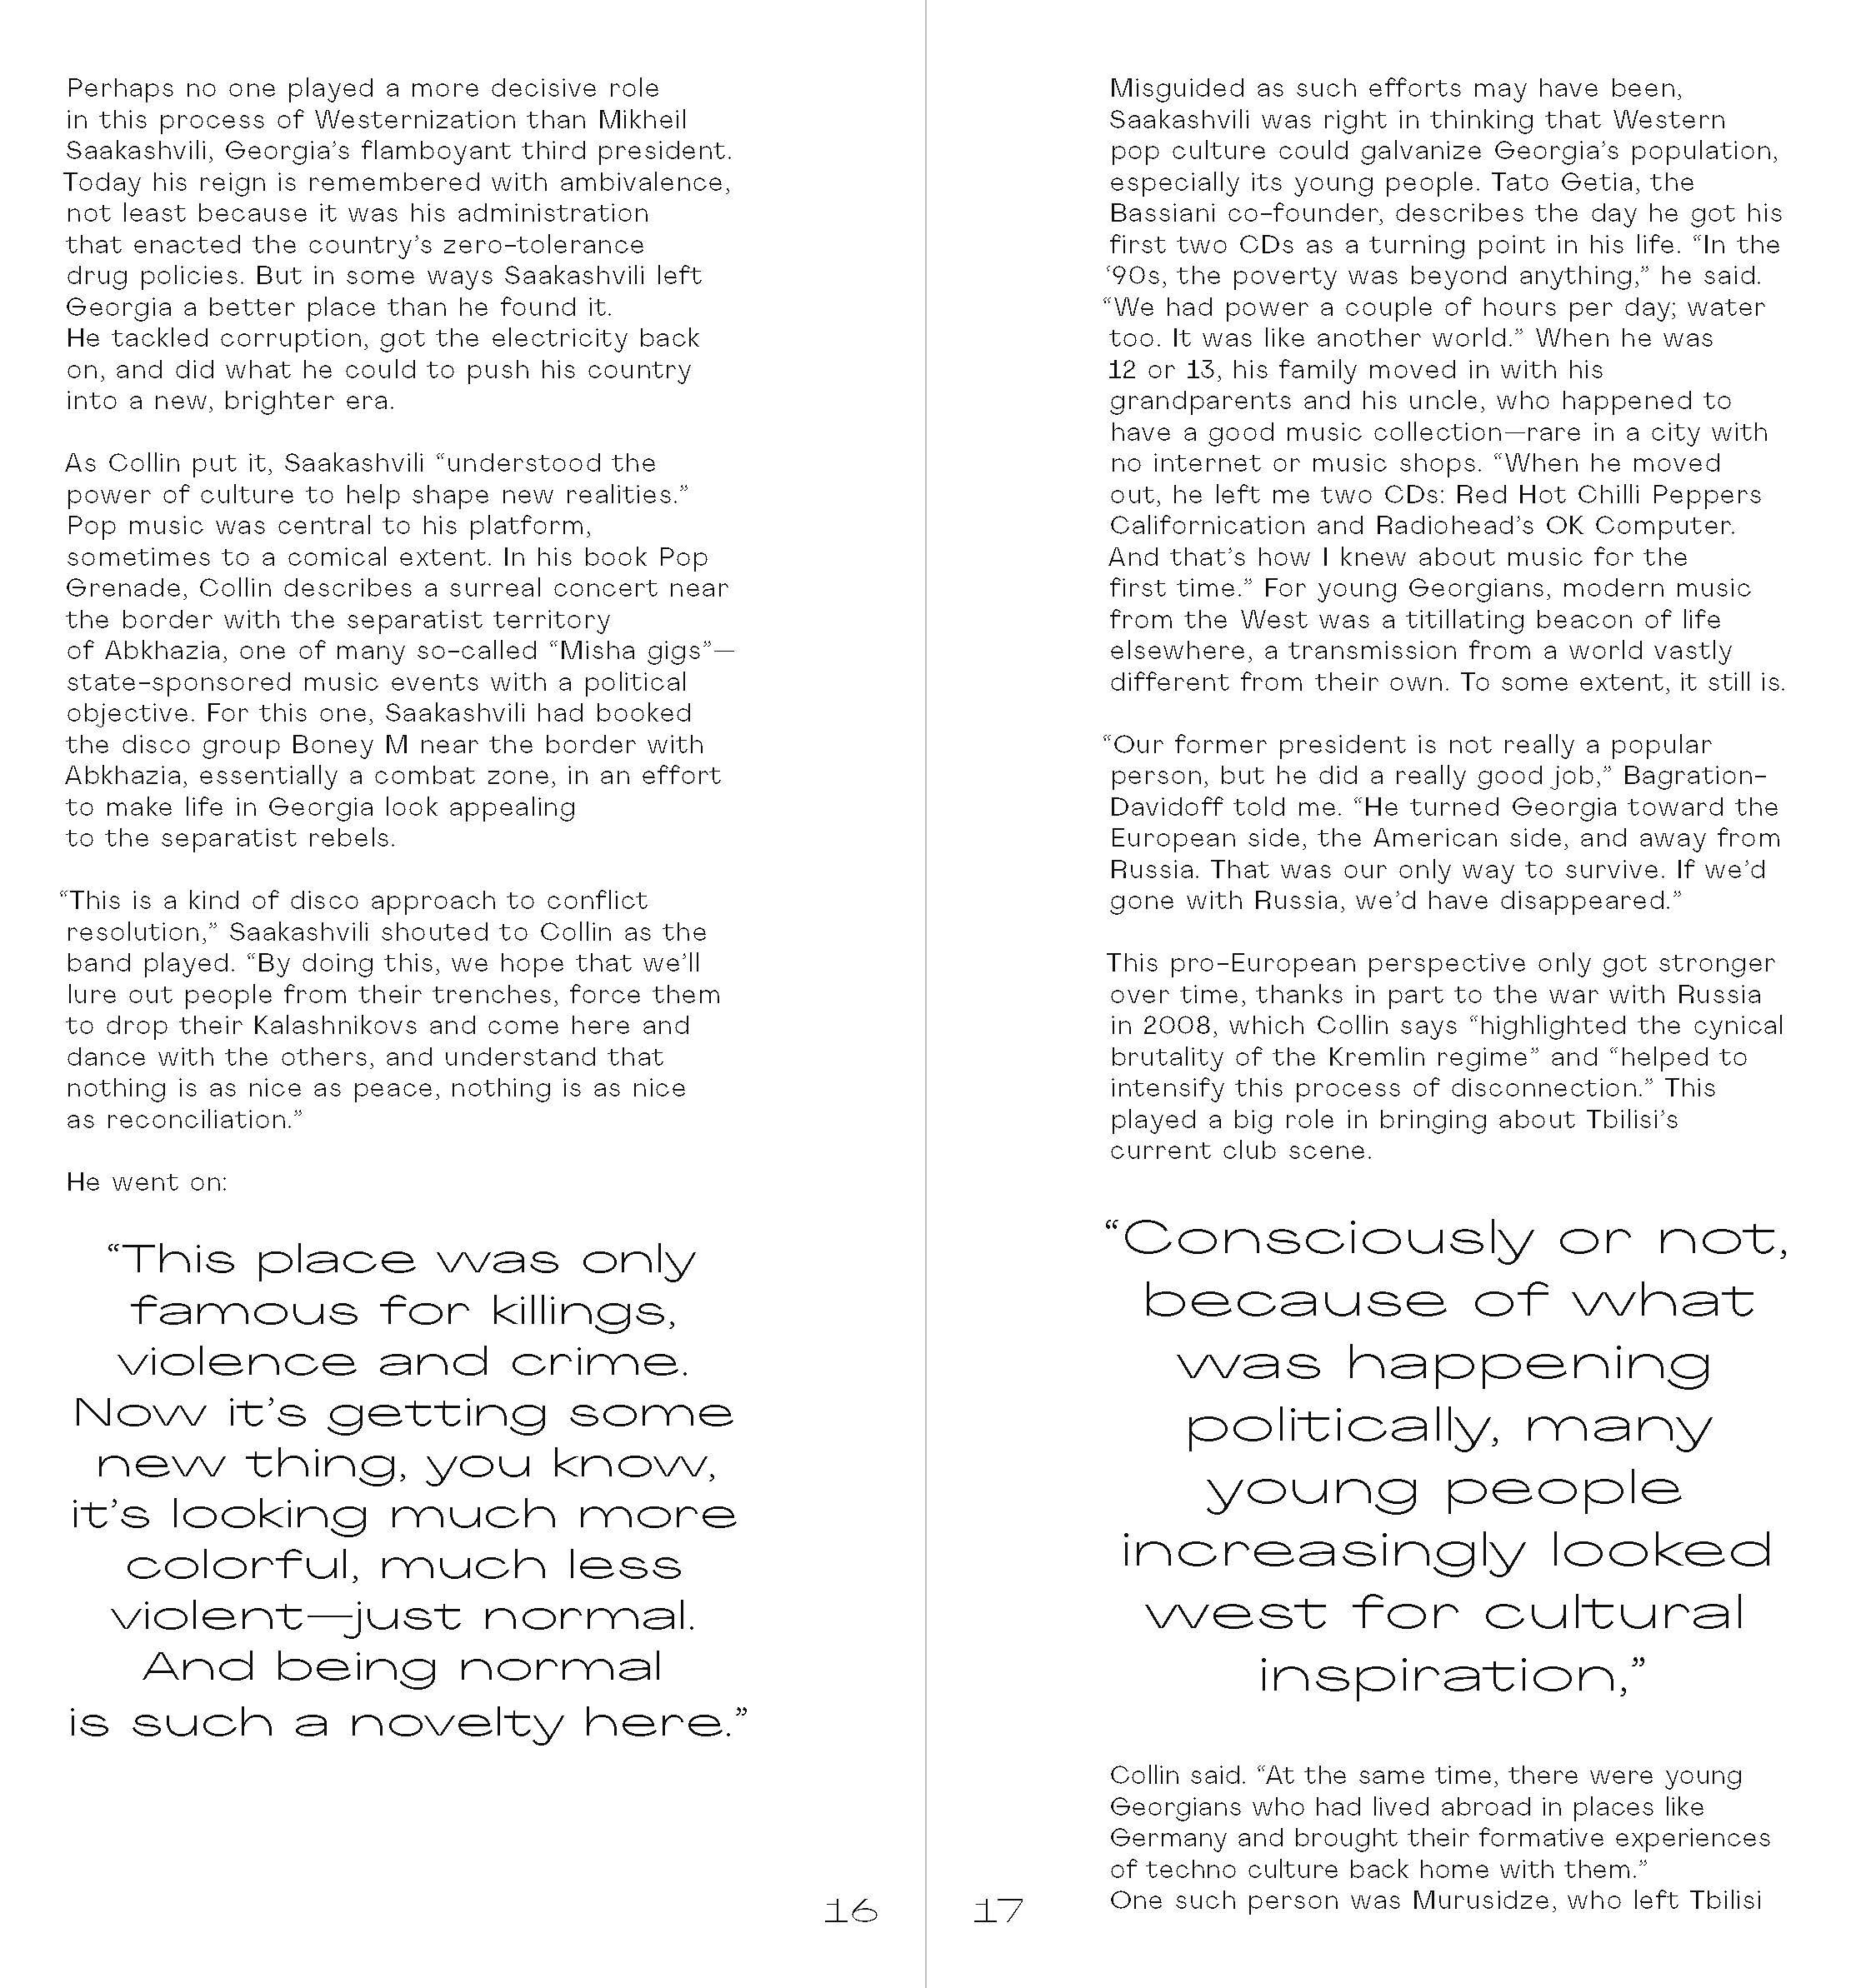 Perhaps no one played a more decisive role
in this process of Westernization than Mikheil
Saakashvili, Georgia’s flamboyant third president.
Today his reign is remembered with ambivalence,
not least because it was his administration
that enacted the country’s zero-tolerance
drug policies. But in some ways Saakashvili left
Georgia a better place than he found it.
He tackled corruption, got the electricity back
on, and did what he could to push his country
into a new, brighter era.
As Collin put it, Saakashvili “understood the
power of culture to help shape new realities.”
Pop music was central to his platform,
sometimes to a comical extent. In his book Pop
Grenade, Collin describes a surreal concert near
the border with the separatist territory
of Abkhazia, one of many so-called “Misha gigs”—
state-sponsored music events with a political
objective. For this one, Saakashvili had booked
the disco group Boney M near the border with
Abkhazia, essentially a combat zone, in an effort
to make life in Georgia look appealing
to the separatist rebels.
“This is a kind of disco approach to conflict
resolution,” Saakashvili shouted to Collin as the
band played. “By doing this, we hope that we’ll
lure out people from their trenches, force them
to drop their Kalashnikovs and come here and
dance with the others, and understand that
nothing is as nice as peace, nothing is as nice
as reconciliation.”
He went on:
“This place was only
famous for killings,
violence and crime.
Now it’s getting some
new thing, you know,
it’s looking much more
colorful, much less
violent—just normal.
And being normal
is such a novelty here.”
16
Misguided as such efforts may have been,
Saakashvili was right in thinking that Western
pop culture could galvanize Georgia’s population,
especially its young people. Tato Getia, the
Bassiani co-founder, describes the day he got his
first two CDs as a turning point in his life. “In the
‘90s, the poverty was beyond anything,” he said.
“We had power a couple of hours per day; water
too. It was like another world.” When he was
12 or 13, his family moved in with his
grandparents and his uncle, who happened to
have a good music collection—rare in a city with
no internet or music shops. “When he moved
out, he left me two CDs: Red Hot Chilli Peppers
Californication and Radiohead’s OK Computer.
And that’s how I knew about music for the
first time.” For young Georgians, modern music
from the West was a titillating beacon of life
elsewhere, a transmission from a world vastly
different from their own. To some extent, it still is.
“Our former president is not really a popular
person, but he did a really good job,” Bagration-
Davidoff told me. “He turned Georgia toward the
European side, the American side, and away from
Russia. That was our only way to survive. If we’d
gone with Russia, we’d have disappeared.”
This pro-European perspective only got stronger
over time, thanks in part to the war with Russia
in 2008, which Collin says “highlighted the cynical
brutality of the Kremlin regime” and “helped to
intensify this process of disconnection.” This
played a big role in bringing about Tbilisi’s
current club scene.
“Consciously or not,
because of what
was happening
politically, many
young people
increasingly looked
west for cultural
inspiration,”
Collin said. “At the same time, there were young
Georgians who had lived abroad in places like
Germany and brought their formative experiences
of techno culture back home with them.”
One such person was Murusidze, who left Tbilisi
17